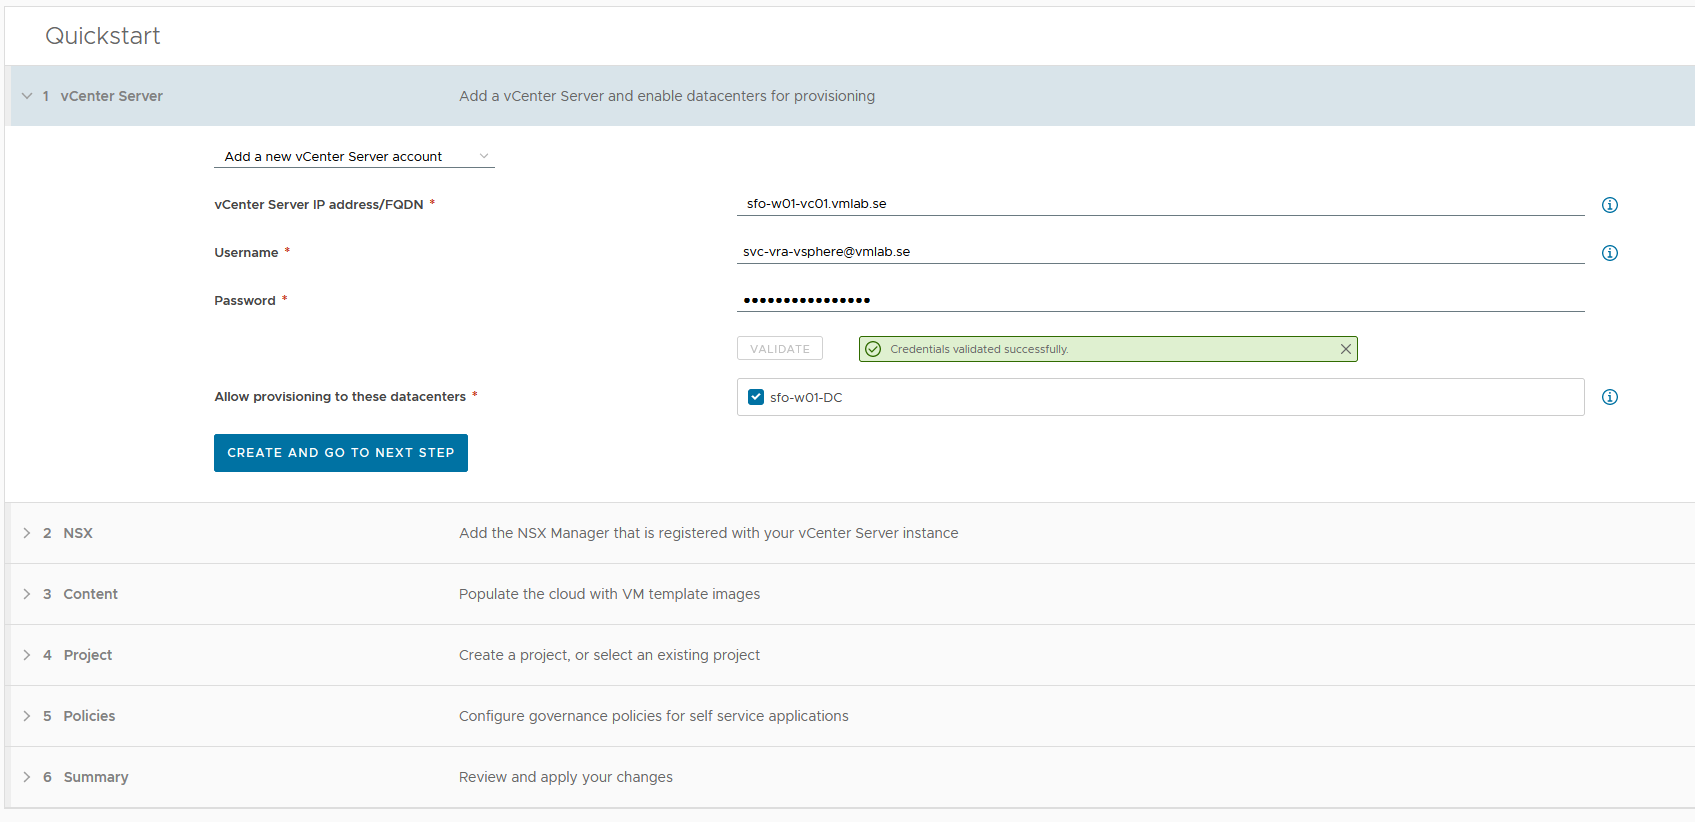 Quickstart
1 vCenter Server Add a vCenter Server and enable datacenters for provisioning
Add a new vCenter Server account
vCenter Server IP address/FQDN * sfo-w01-vc01.vmlab.se
Username * svc-vra-vsphere@vmlab.se
Password * ••••••••••••••••
VALIDATE Credentials validated successfully.
Allow provisioning to these datacenters * sfo-w01-DC
CREATE AND GO TO NEXT STEP
2 NSX Add the NSX Manager that is registered with your vCenter Server instance
3 Content Populate the cloud with VM template images
4 Project Create a project, or select an existing project
5 Policies Configure governance policies for self service applications
6 Summary Review and apply your changes